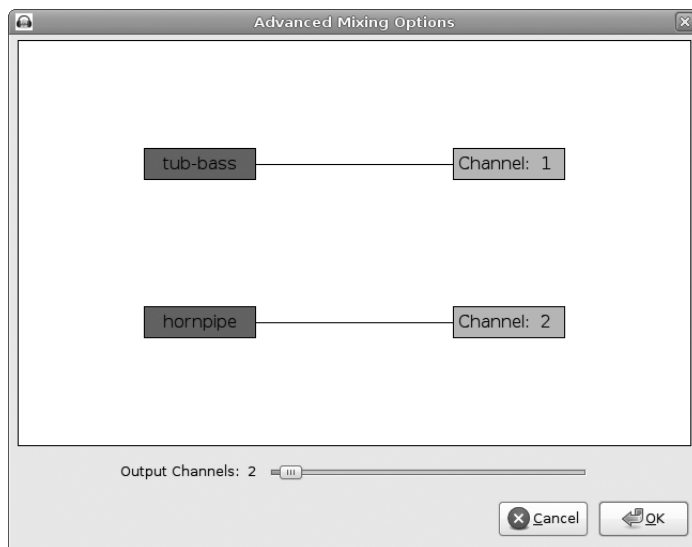 Advanced Mixing Options
tub-bass
Channel: 1
hornpipe
Channel: 2
Output Channels: 2
Cancel
OK